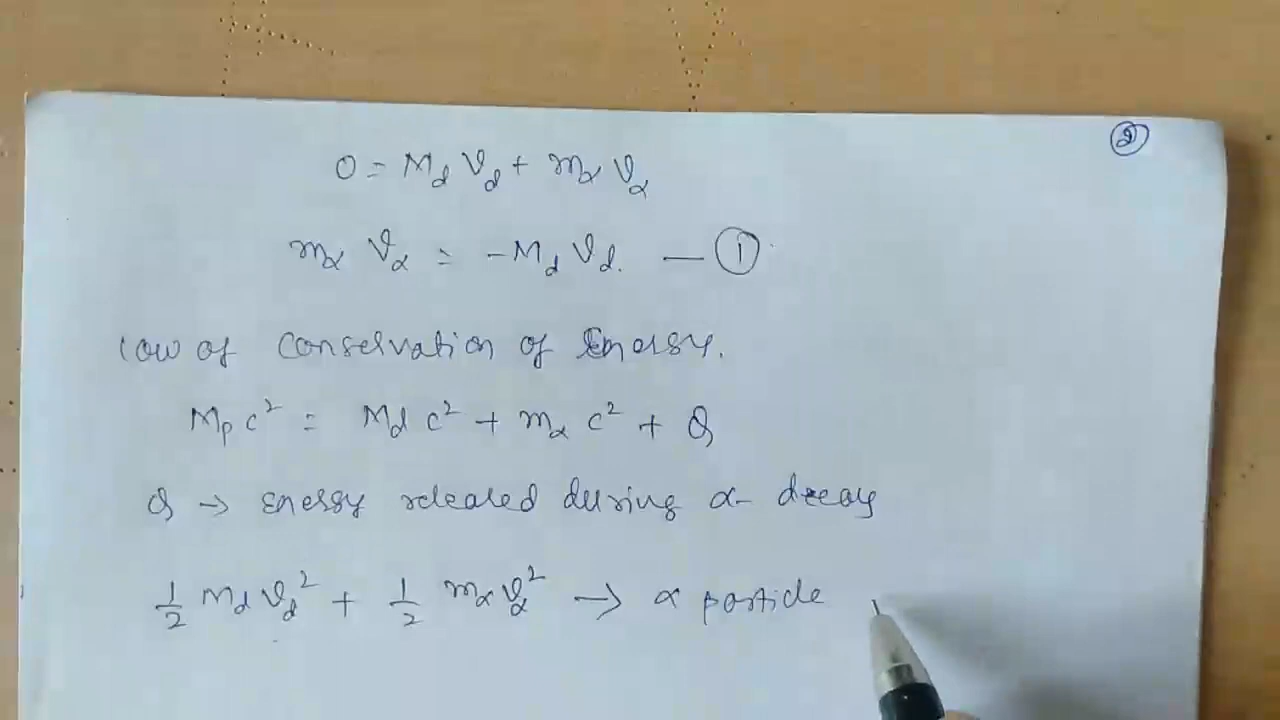 ②
0 = M_d V_d + m_α V_α
m_α V_α = -M_d V_d. — ①
law of conservation of Energy.
M_p c² = M_d c² + m_α c² + Q
Q → Energy released during α- decay
½ M_d V_d² + ½ m_α V_α² → α particle